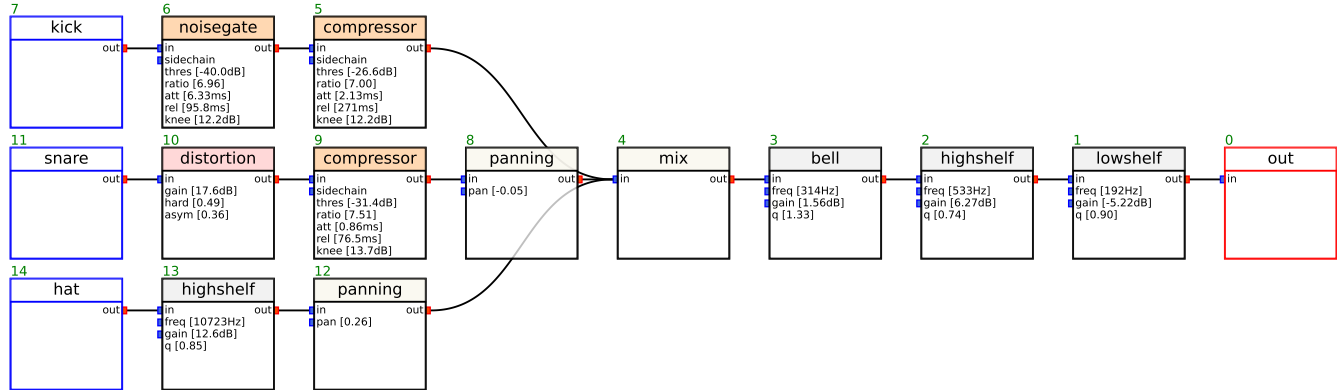 7
kick
out
6
noisegate
in out
sidechain
thres [-40.0dB]
ratio [6.96]
att [6.33ms]
rel [95.8ms]
knee [12.2dB]
5
compressor
in out
sidechain
thres [-26.6dB]
ratio [7.00]
att [2.13ms]
rel [271ms]
knee [12.2dB]
11
snare
out
10
distortion
in out
gain [17.6dB]
hard [0.49]
asym [0.36]
9
compressor
in out
sidechain
thres [-31.4dB]
ratio [7.51]
att [0.86ms]
rel [76.5ms]
knee [13.7dB]
8
panning
in out
pan [-0.05]
4
mix
in out
3
bell
in out
freq [314Hz]
gain [1.56dB]
q [1.33]
2
highshelf
in out
freq [533Hz]
gain [6.27dB]
q [0.74]
1
lowshelf
in out
freq [192Hz]
gain [-5.22dB]
q [0.90]
0
out
in
14
hat
out
13
highshelf
in out
freq [10723Hz]
gain [12.6dB]
q [0.85]
12
panning
in out
pan [0.26]